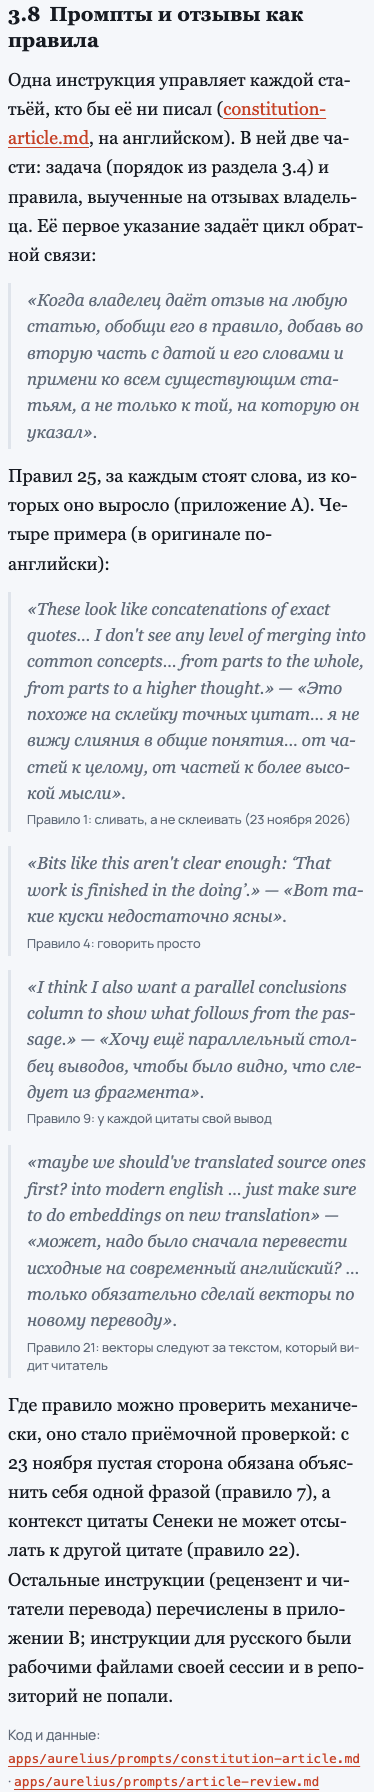 3.8 Промпты и отзывы как
правила
Одна инструкция управляет каждой ста-
тьёй, кто бы её ни писал (constitution-
article.md, на английском). В ней две ча-
сти: задача (порядок из раздела 3.4) и
правила, выученные на отзывах владель-
ца. Её первое указание задаёт цикл обрат-
ной связи:
«Когда владелец даёт отзыв на любую
статью, обобщи его в правило, добавь во
вторую часть с датой и его словами и
примени ко всем существующим ста-
тьям, а не только к той, на которую он
указал».
Правил 25, за каждым стоят слова, из ко-
торых оно выросло (приложение A). Че-
тыре примера (в оригинале по-
английски):
«These look like concatenations of exact
quotes... I don't see any level of merging into
common concepts... from parts to the whole,
from parts to a higher thought.» — «Это
похоже на склейку точных цитат... я не
вижу слияния в общие понятия... от ча-
стей к целому, от частей к более высо-
кой мысли».
Правило 1: сливать, а не склеивать (23 ноября 2026)
«Bits like this aren't clear enough: ‘That
work is finished in the doing’.» — «Вот та-
кие куски недостаточно ясны».
Правило 4: говорить просто
«I think I also want a parallel conclusions
column to show what follows from the pas-
sage.» — «Хочу ещё параллельный стол-
бец выводов, чтобы было видно, что сле-
дует из фрагмента».
Правило 9: у каждой цитаты свой вывод
«maybe we should've translated source ones
first? into modern english ... just make sure
to do embeddings on new translation» —
«может, надо было сначала перевести
исходные на современный английский? ...
только обязательно сделай векторы по
новому переводу».
Правило 21: векторы следуют за текстом, который ви-
дит читатель
Где правило можно проверить механиче-
ски, оно стало приёмочной проверкой: с
23 ноября пустая сторона обязана объяс-
нить себя одной фразой (правило 7), а
контекст цитаты Сенеки не может отсы-
лать к другой цитате (правило 22).
Остальные инструкции (рецензент и чи-
татели перевода) перечислены в прило-
жении B; инструкции для русского были
рабочими файлами своей сессии и в репо-
зиторий не попали.
Код и данные:
apps/aurelius/prompts/constitution-article.md
· apps/aurelius/prompts/article-review.md